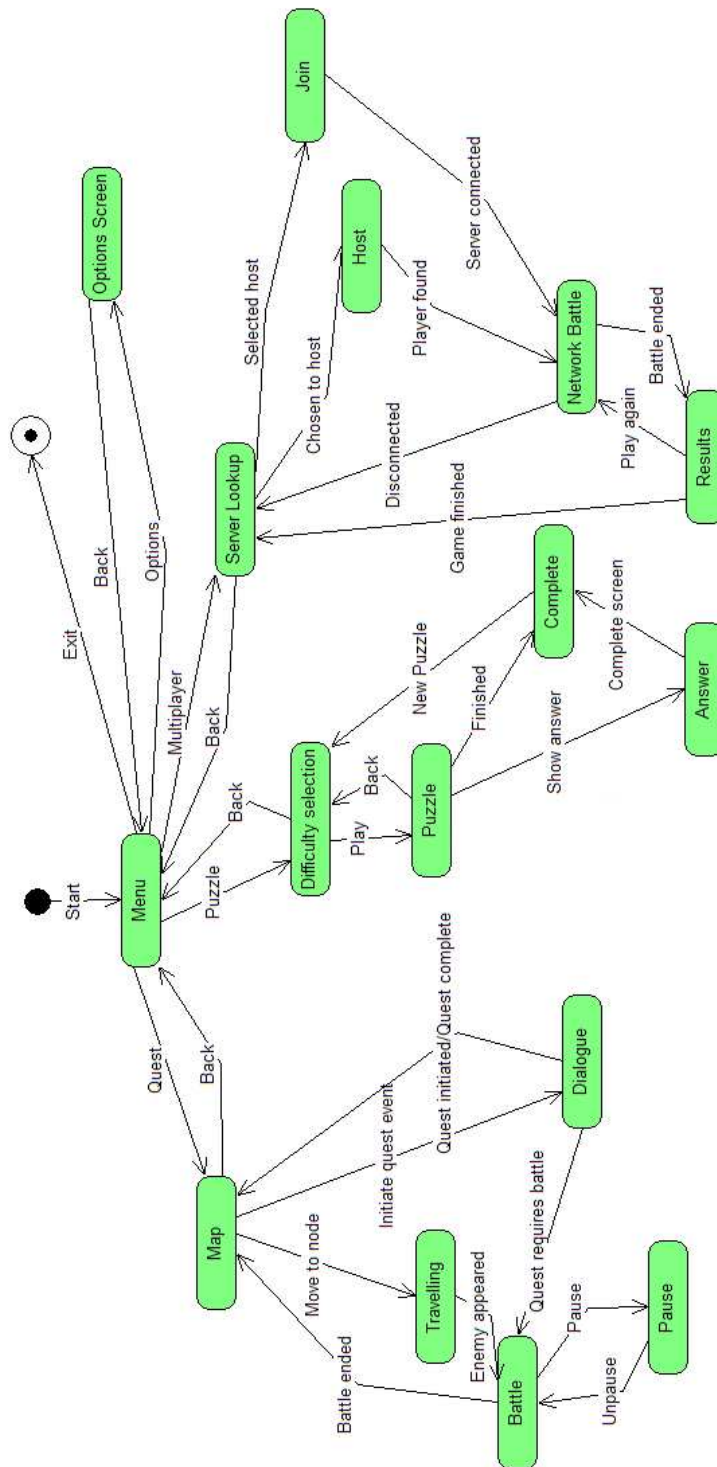 Start
Exit
Menu
Options Screen
Back
Options
Multiplayer
Back
Quest
Back
Puzzle
Back
Map
Server Lookup
Join
Selected host
Chosen to host
Host
Server connected
Player found
Disconnected
Network Battle
Battle ended
Play again
Results
Game finished
Difficulty selection
Play
Back
Puzzle
New Puzzle
Finished
Complete
Show answer
Complete screen
Answer
Move to node
Initiate quest event
Quest initiated/Quest complete
Battle ended
Travelling
Enemy appeared
Dialogue
Quest requires battle
Battle
Pause
Unpause
Pause